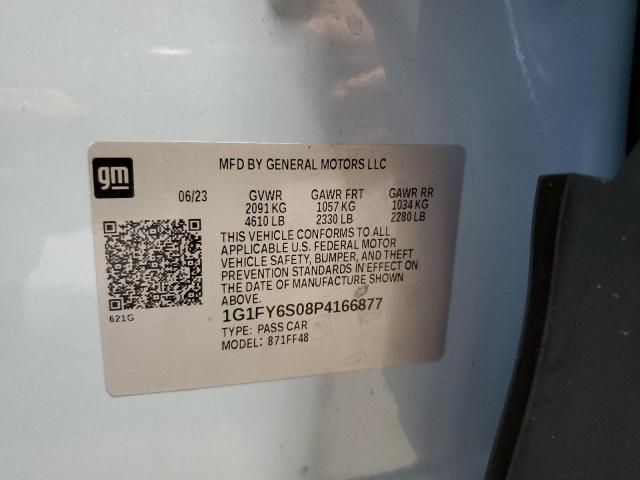 gm
MFD BY GENERAL MOTORS LLC
06/23 GVWR GAWR FRT GAWR RR
2091 KG 1057 KG 1034 KG
4610 LB 2330 LB 2280 LB
THIS VEHICLE CONFORMS TO ALL
APPLICABLE U.S. FEDERAL MOTOR
VEHICLE SAFETY, BUMPER, AND THEFT
PREVENTION STANDARDS IN EFFECT ON
THE DATE OF MANUFACTURE SHOWN
ABOVE.
621G
1G1FY6S08P4166877
TYPE: PASS CAR
MODEL: 871FF48